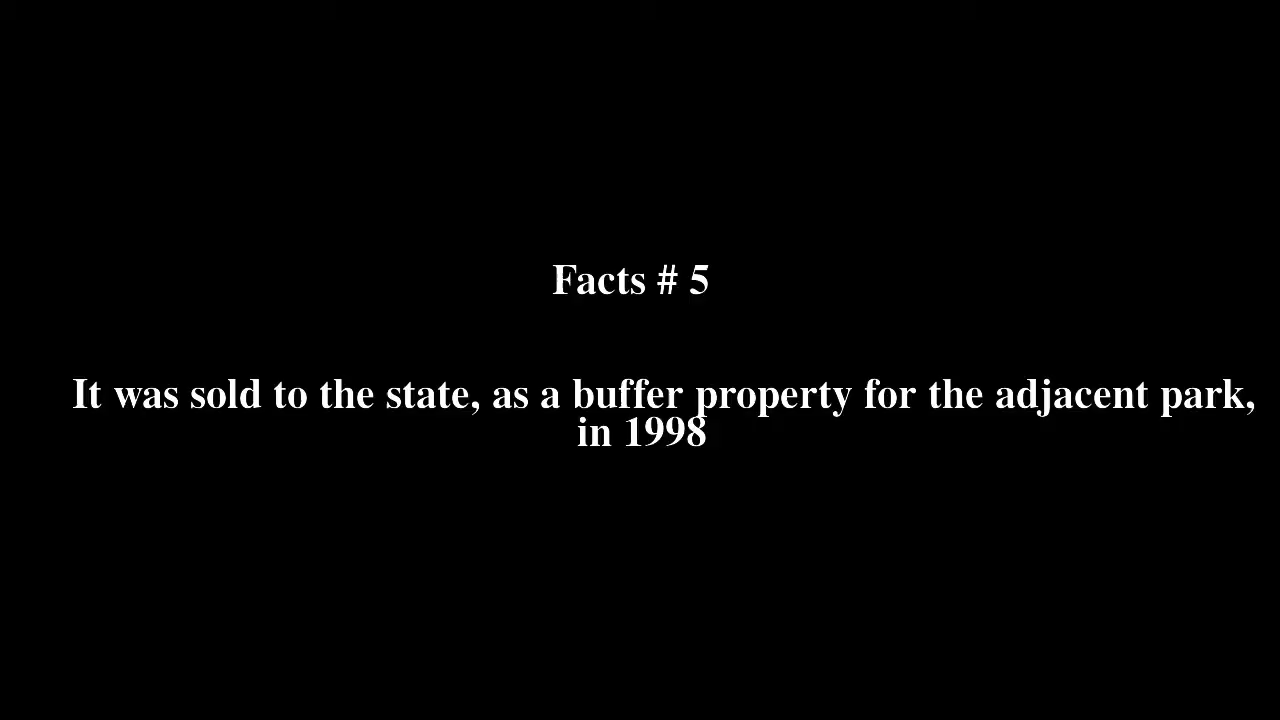 Facts # 5
It was sold to the state, as a buffer property for the adjacent park,
in 1998